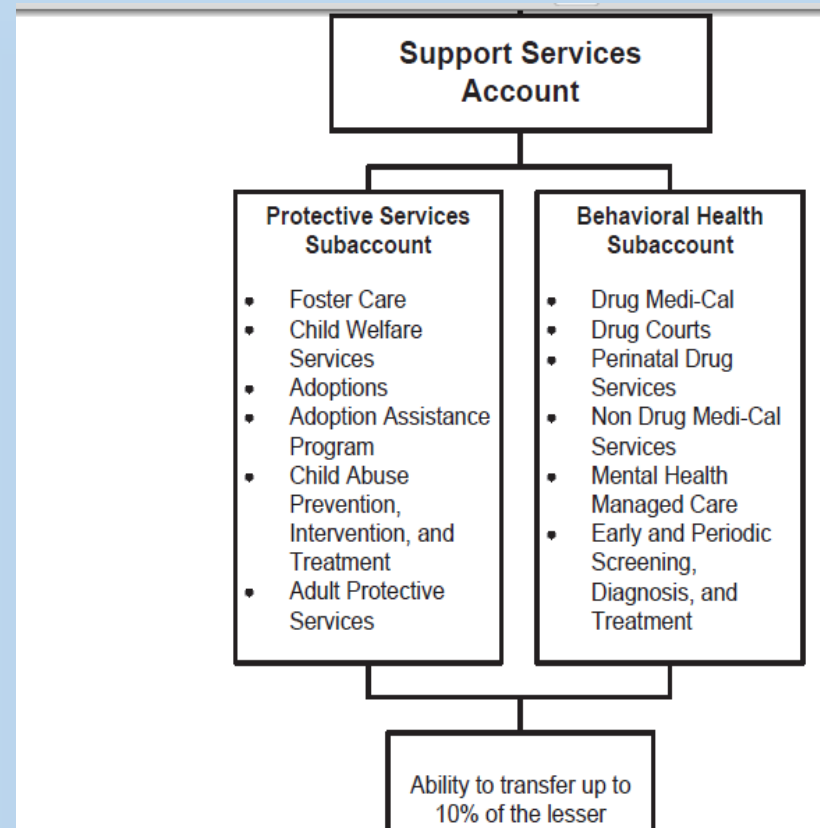 Support Services
Account
Protective Services
Subaccount
• Foster Care
• Child Welfare
Services
• Adoptions
• Adoption Assistance
Program
• Child Abuse
Prevention,
Intervention, and
Treatment
• Adult Protective
Services
Behavioral Health
Subaccount
• Drug Medi-Cal
• Drug Courts
• Perinatal Drug
Services
• Non Drug Medi-Cal
Services
• Mental Health
Managed Care
• Early and Periodic
Screening,
Diagnosis, and
Treatment
Ability to transfer up to
10% of the lesser